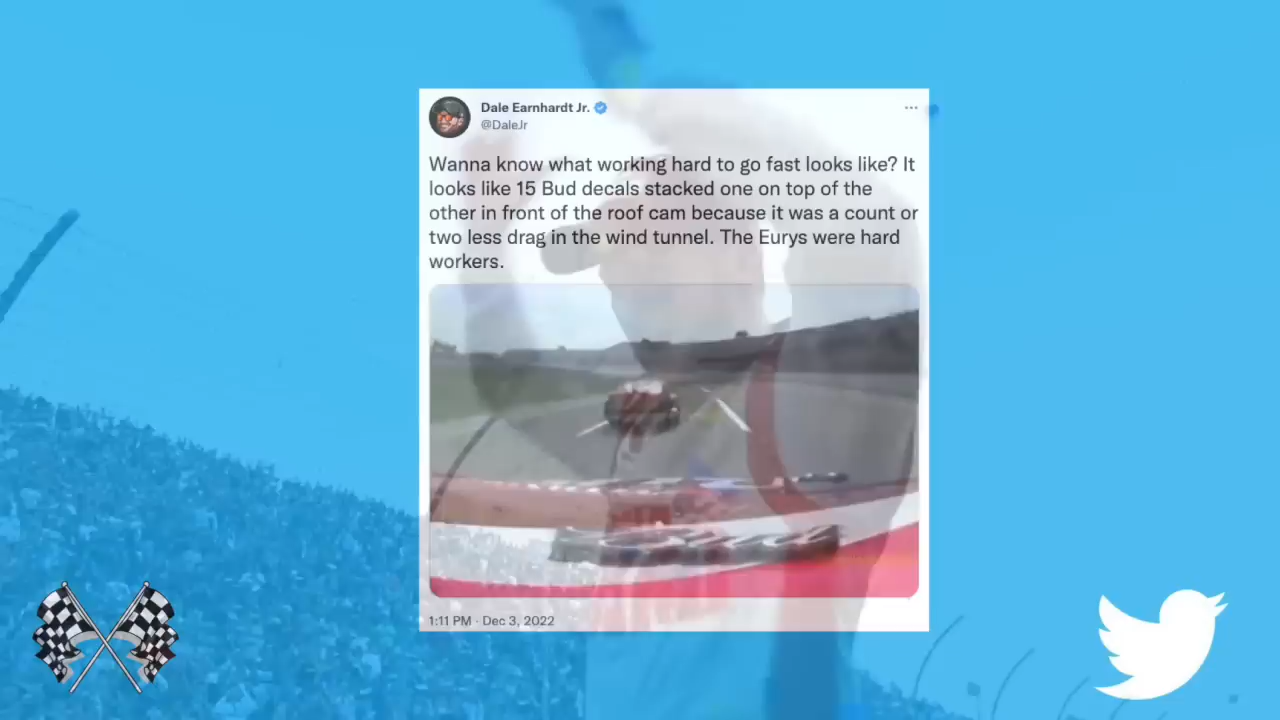 Dale Earnhardt Jr.
@DaleJr
Wanna know what working hard to go fast looks like? It
looks like 15 Bud decals stacked one on top of the
other in front of the roof cam because it was a count or
two less drag in the wind tunnel. The Eurys were hard
workers.
1:11 PM · Dec 3, 2022